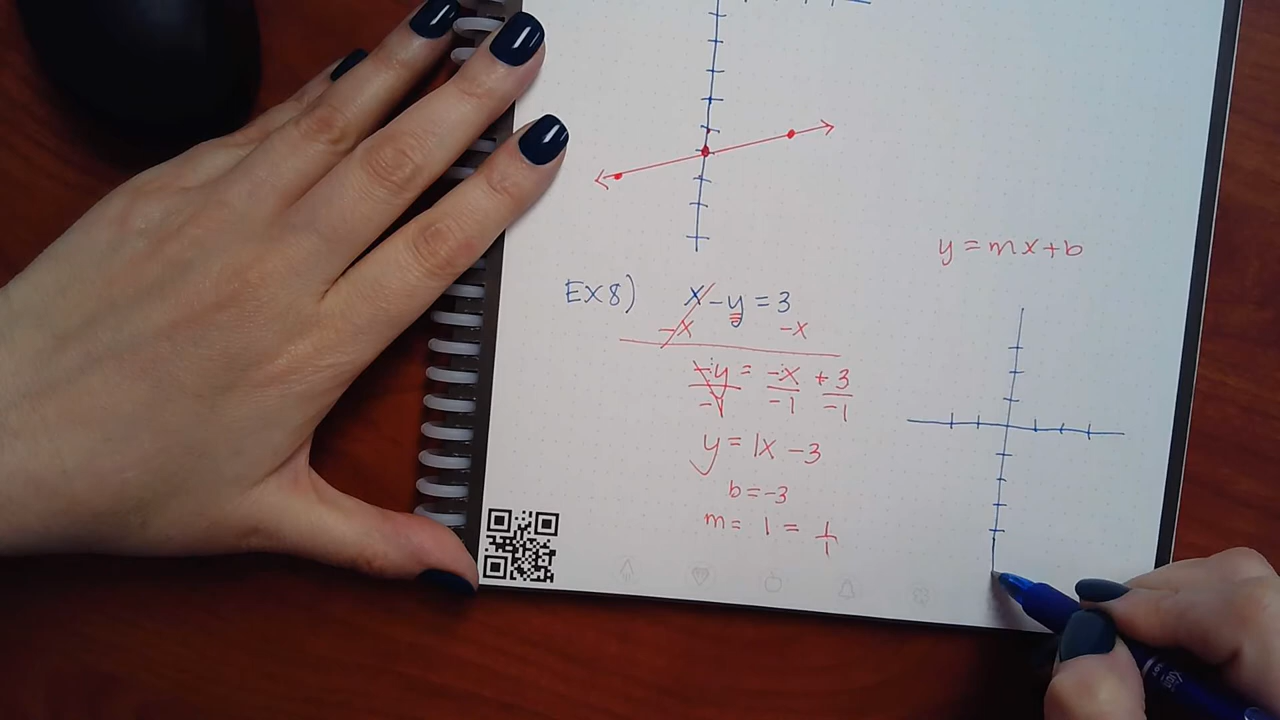 y = mx + b
EX 8) x - y = 3
-x -x
-y = -x + 3
-1 -1 -1
y = 1x - 3
b = -3
m = 1 = 1/1